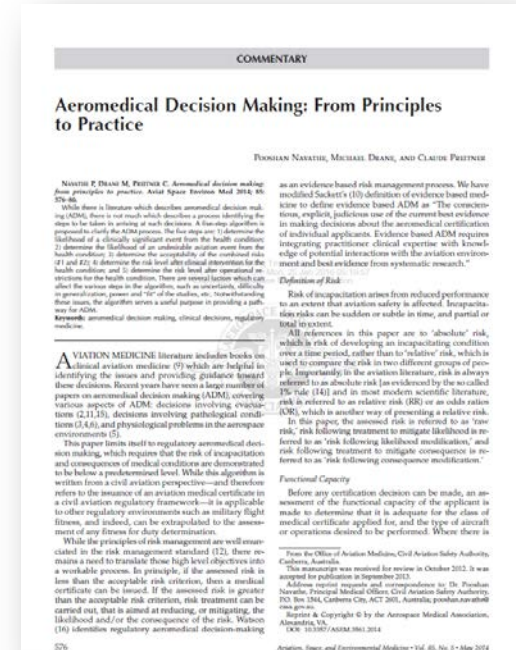 COMMENTARY
Aeromedical Decision Making: From Principles
to Practice
POOSHAN NAVATHE, MICHAEL DRANE, AND CLAUDE PREITNER
NAVATHE P, DRANE M, PREITNER C. Aeromedical decision making:
from principles to practice. Aviat Space Environ Med 2014; 85:
576–80.
While there is literature which describes aeromedical decision mak-
ing (ADM), there is not much which describes a process identifying the
steps to be taken in arriving at such decisions. A five-step algorithm is
proposed to clarify the ADM process. The five steps are: 1) determine the
likelihood of a clinically significant event from the health condition;
2) determine the likelihood of an undesirable aviation event from the
health condition; 3) determine the acceptability of the combined risks
(#1 and #2); 4) determine the risk level after clinical intervention for the
health condition; and 5) determine the risk level after operational re-
strictions for the health condition. There are several factors which can
affect the various steps in the algorithm, such as uncertainty, difficulty
in generalization, power and "fit" of the studies, etc. Notwithstanding
these issues, the algorithm serves a useful purpose in providing a path-
way for ADM.
Keywords: aeromedical decision making, clinical decisions, regulatory
medicine.
AVIATION MEDICINE literature includes books on
clinical aviation medicine (9) which are helpful in
identifying the issues and providing guidance toward
these decisions. Recent years have seen a large number of
papers on aeromedical decision making (ADM), covering
various aspects of ADM: decisions involving evacua-
tions (2,11,15), decisions involving pathological condi-
tions (3,4,6), and physiological problems in the aerospace
environments (5).
This paper limits itself to regulatory aeromedical deci-
sion making, which requires that the risk of incapacitation
and consequences of medical conditions are demonstrated
to be below a predetermined level. While this algorithm is
written from a civil aviation perspective—and therefore
refers to the issuance of an aviation medical certificate in
a civil aviation regulatory framework—it is applicable
to other regulatory environments such as military flight
fitness, and indeed, can be extrapolated to the assess-
ment of any fitness for duty determination.
While the principles of risk management are well enun-
ciated in the risk management standard (12), there re-
mains a need to translate those high level objectives into
a workable process. In principle, if the assessed risk is
less than the acceptable risk criterion, then a medical
certificate can be issued. If the assessed risk is greater
than the acceptable risk criterion, risk treatment can be
carried out, that is aimed at reducing, or mitigating, the
likelihood and/or the consequence of the risk. Watson
(16) identifies regulatory aeromedical decision-making
as an evidence based risk management process. We have
modified Sackett's (10) definition of evidence based med-
icine to define evidence based ADM as "The conscien-
tious, explicit, judicious use of the current best evidence
in making decisions about the aeromedical certification
of individual applicants. Evidence based ADM requires
integrating practitioner clinical expertise with knowl-
edge of potential interactions with the aviation environ-
ment and best evidence from systematic research."
Definition of Risk
Risk of incapacitation arises from reduced performance
to an extent that aviation safety is affected. Incapacita-
tion risks can be sudden or subtle in time, and partial or
total in extent.
All references in this paper are to 'absolute' risk,
which is risk of developing an incapacitating condition
over a time period, rather than to 'relative' risk, which is
used to compare the risk in two different groups of peo-
ple. Importantly, in the aviation literature, risk is always
referred to as absolute risk [as evidenced by the so called
1% rule (14)] and in most modern scientific literature,
risk is referred to as relative risk (RR) or as odds ratios
(OR), which is another way of presenting a relative risk.
In this paper, the assessed risk is referred to as 'raw
risk,' risk following treatment to mitigate likelihood is re-
ferred to as 'risk following likelihood modification,' and
risk following treatment to mitigate consequence is re-
ferred to as 'risk following consequence modification.'
Functional Capacity
Before any certification decision can be made, an as-
sessment of the functional capacity of the applicant is
made to determine that it is adequate for the class of
medical certificate applied for, and the type of aircraft
or operations desired to be performed. Where there is
From the Office of Aviation Medicine, Civil Aviation Safety Authority,
Canberra, Australia.
This manuscript was received for review in October 2012. It was
accepted for publication in September 2013.
Address reprint requests and correspondence to: Dr. Pooshan
Navathe, Principal Medical Officer, Civil Aviation Safety Authority,
P.O. Box 1544, Canberra City, ACT 2601, Australia; pooshan.navathe@
casa.gov.au.
Reprint & Copyright © by the Aerospace Medical Association,
Alexandria, VA.
DOI: 10.3357/ASEM.3861.2014
576
Aviation, Space, and Environmental Medicine • Vol. 85, No. 5 • May 2014